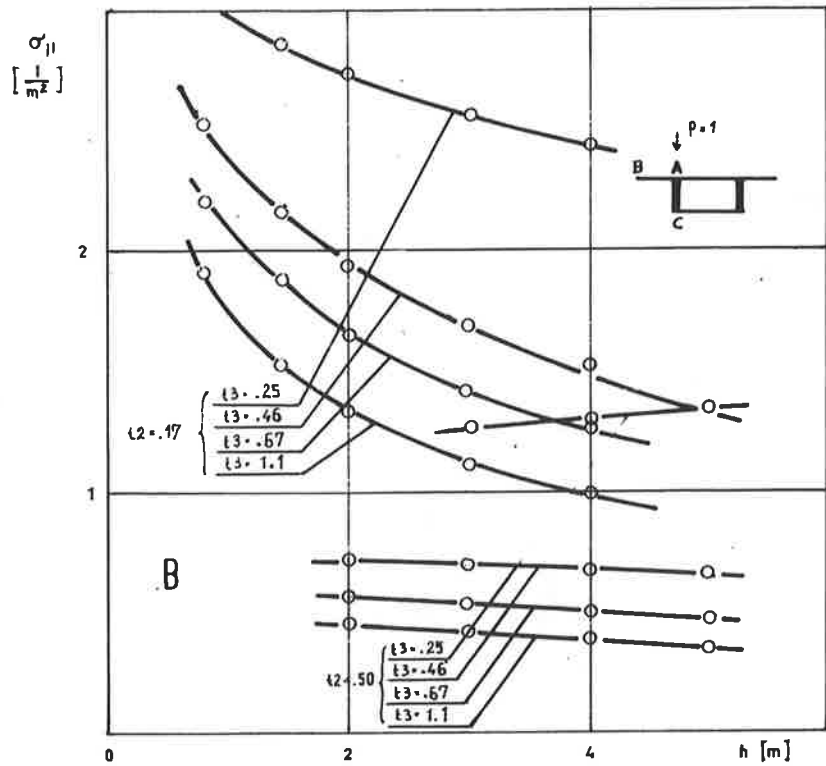 σ||
[1/m²]
P=1
B A
C
2
t3=.25
t3=.46
t2=.17
t3=.67
t3=1.1
1
B
t3=.25
t3=.46
t2=.50
t3=.67
t3=1.1
0 2 4 h [m]